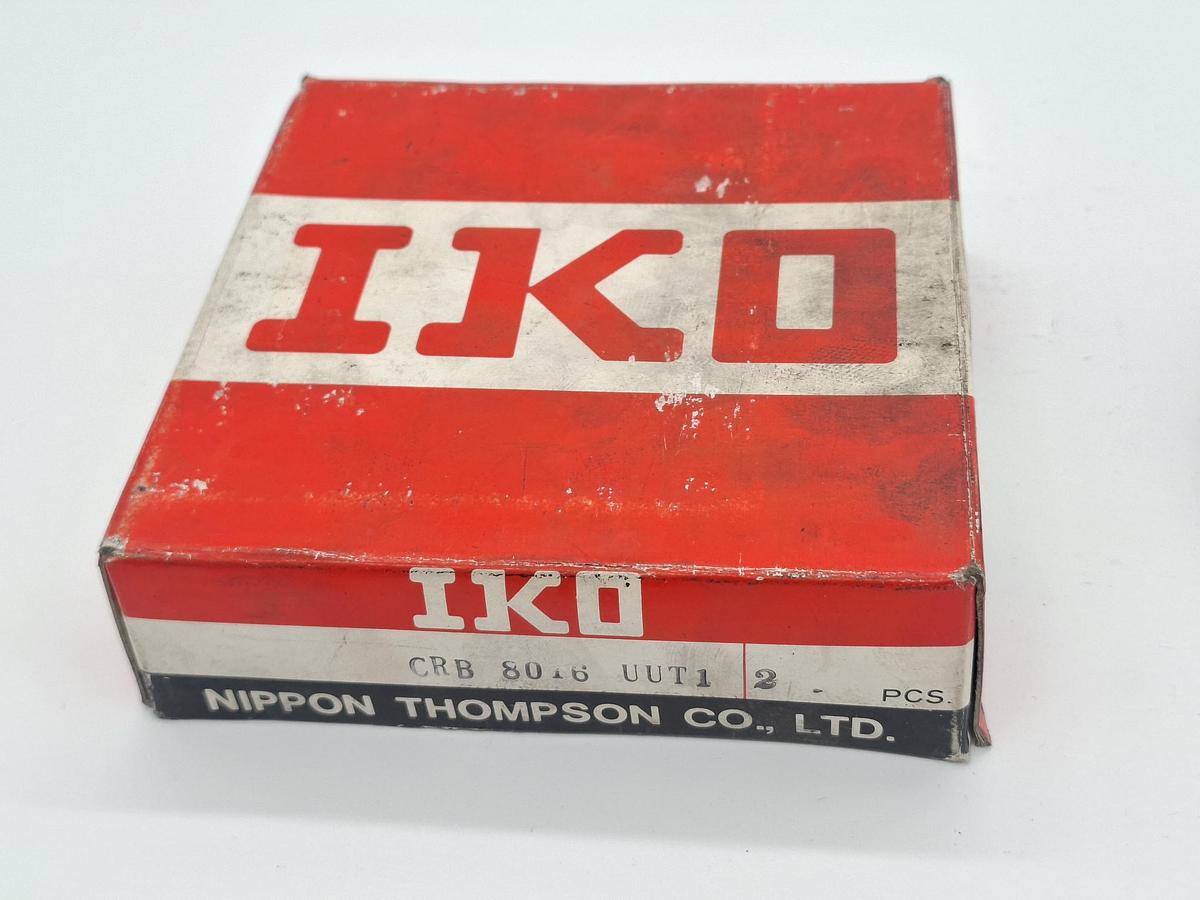 IKO
IKO
CRB 8016 UUT1 2 PCS.
NIPPON THOMPSON CO., LTD.